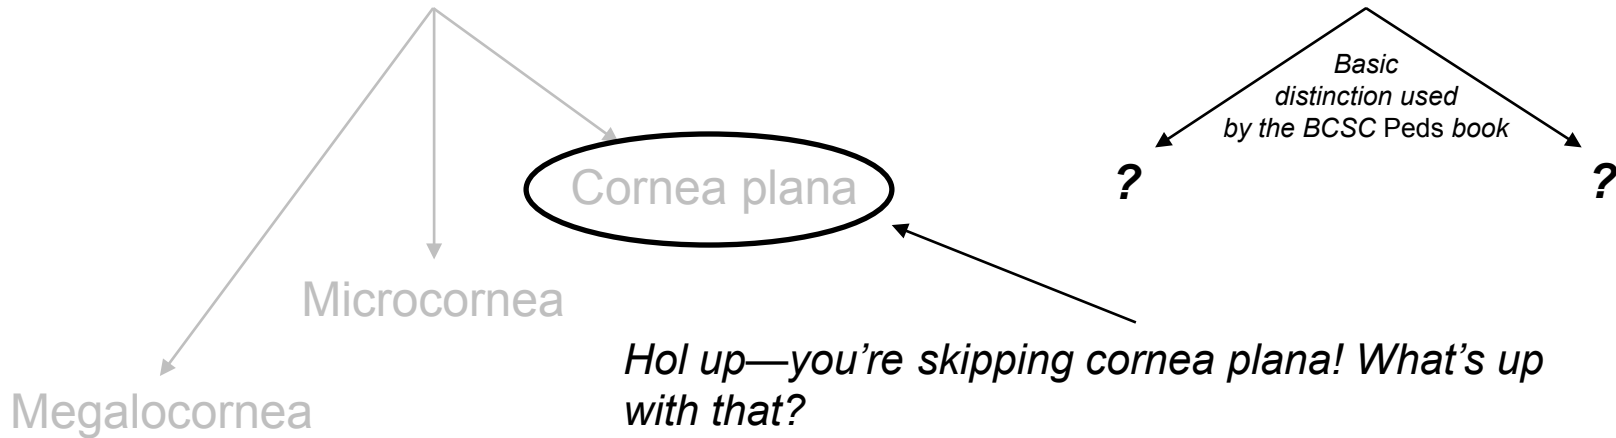 Basic
distinction used
by the BCSC Peds book
?
?
Cornea plana
Microcornea
Hol up—you’re skipping cornea plana! What’s up
with that?
Megalocornea